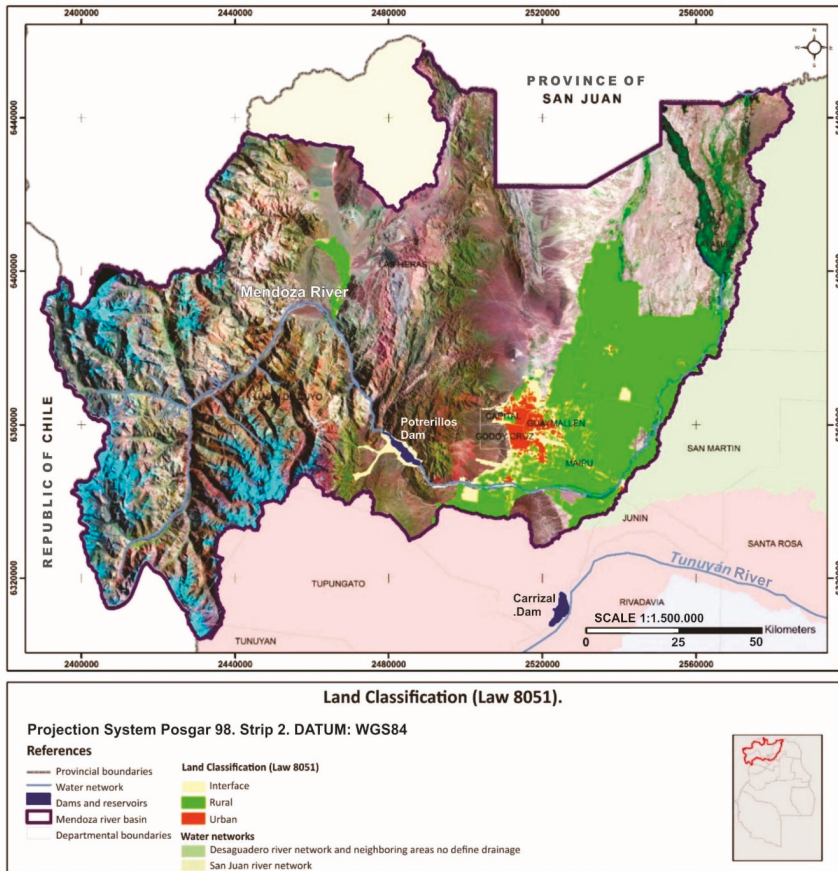 2400000 2440000 2480000 2520000 2560000
6440000
6400000
6360000
6320000
PROVINCE OF
SAN JUAN
LAS HERAS
Mendoza River
REPUBLIC OF CHILE
Potrerillos
Dam
CAPITAL
GUAYMALLEN
GODOY CRUZ
MAIPU
SAN MARTIN
JUNIN
SANTA ROSA
TUPUNGATO
Tunuyán River
Carrizal
.Dam
RIVADAVIA
SCALE 1:1.500.000
Kilometers
0 25 50
TUNUYAN
2400000 2440000 2480000 2520000 2560000
Land Classification (Law 8051).
Projection System Posgar 98. Strip 2. DATUM: WGS84
References
Provincial boundaries
Water network
Dams and reservoirs
Mendoza river basin
Departmental boundaries
Land Classification (Law 8051)
Interface
Rural
Urban
Water networks
Desaguadero river network and neighboring areas no define drainage
San Juan river network